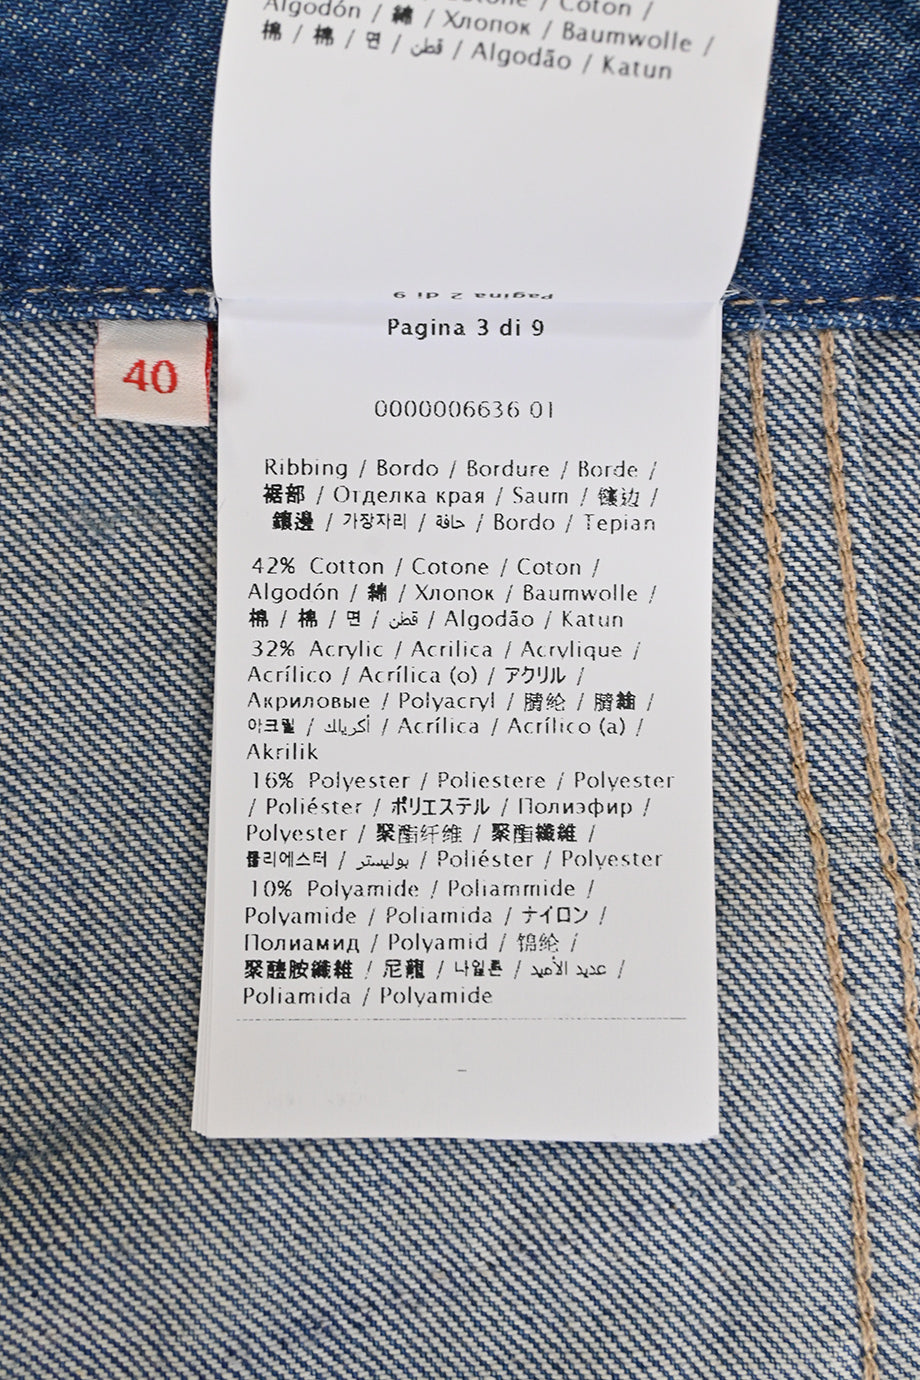 / Coton /
Algodón / 綿 / Хлопок / Baumwolle /
棉 / 棉 / 면 / قطن / Algodão / Katun
Pagina 2 di 9
Pagina 3 di 9
40
0000006636 01
Ribbing / Bordo / Bordure / Borde /
裾部 / Отделка края / Saum / 镶边 /
鑲邊 / 가장자리 / حافة / Bordo / Tepian
42% Cotton / Cotone / Coton /
Algodón / 綿 / Хлопок / Baumwolle /
棉 / 棉 / 면 / قطن / Algodão / Katun
32% Acrylic / Acrilica / Acrylique /
Acrílico / Acrílica (o) / アクリル /
Акриловые / Polyacryl / 腈纶 / 腈綸 /
아크릴 / أكريلك / Acrílica / Acrílico (a) /
Akrilik
16% Polyester / Poliestere / Polyester
/ Poliéster / ポリエステル / Полиэфир /
Polyester / 聚酯纤维 / 聚酯纖維 /
폴리에스터 / بوليستر / Poliéster / Polyester
10% Polyamide / Poliammide /
Polyamide / Poliamida / ナイロン /
Полиамид / Polyamid / 锦纶 /
聚醯胺纖維 / 尼龍 / 나일론 / عديد الأميد /
Poliamida / Polyamide